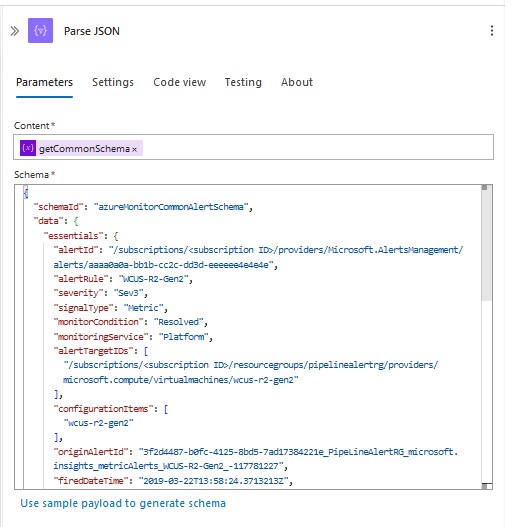 Parse JSON
Parameters Settings Code view Testing About
Content*
{x} getCommonSchema ×
Schema *
{
"schemaId": "azureMonitorCommonAlertSchema",
"data": {
"essentials": {
"alertId": "/subscriptions/<subscription ID>/providers/Microsoft.AlertsManagement/
alerts/aaaa0a0a-bb1b-cc2c-dd3d-eeeeee4e4e4e",
"alertRule": "WCUS-R2-Gen2",
"severity": "Sev3",
"signalType": "Metric",
"monitorCondition": "Resolved",
"monitoringService": "Platform",
"alertTargetIDs": [
"/subscriptions/<subscription ID>/resourcegroups/pipelinealertrg/providers/
microsoft.compute/virtualmachines/wcus-r2-gen2"
],
"configurationItems": [
"wcus-r2-gen2"
],
"originAlertId": "3f2d4487-b0fc-4125-8bd5-7ad17384221e_PipeLineAlertRG_microsoft.
insights_metricAlerts_WCUS-R2-Gen2_-117781227",
"firedDateTime": "2019-03-22T13:58:24.3713213Z",
Use sample payload to generate schema